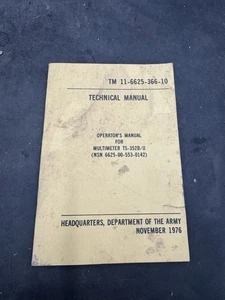 TM 11-6625-366-10
TECHNICAL MANUAL
OPERATOR'S MANUAL
FOR
MULTIMETER TS-352B/U
(NSN 6625-00-553-0142)
HEADQUARTERS, DEPARTMENT OF THE ARMY
NOVEMBER 1976